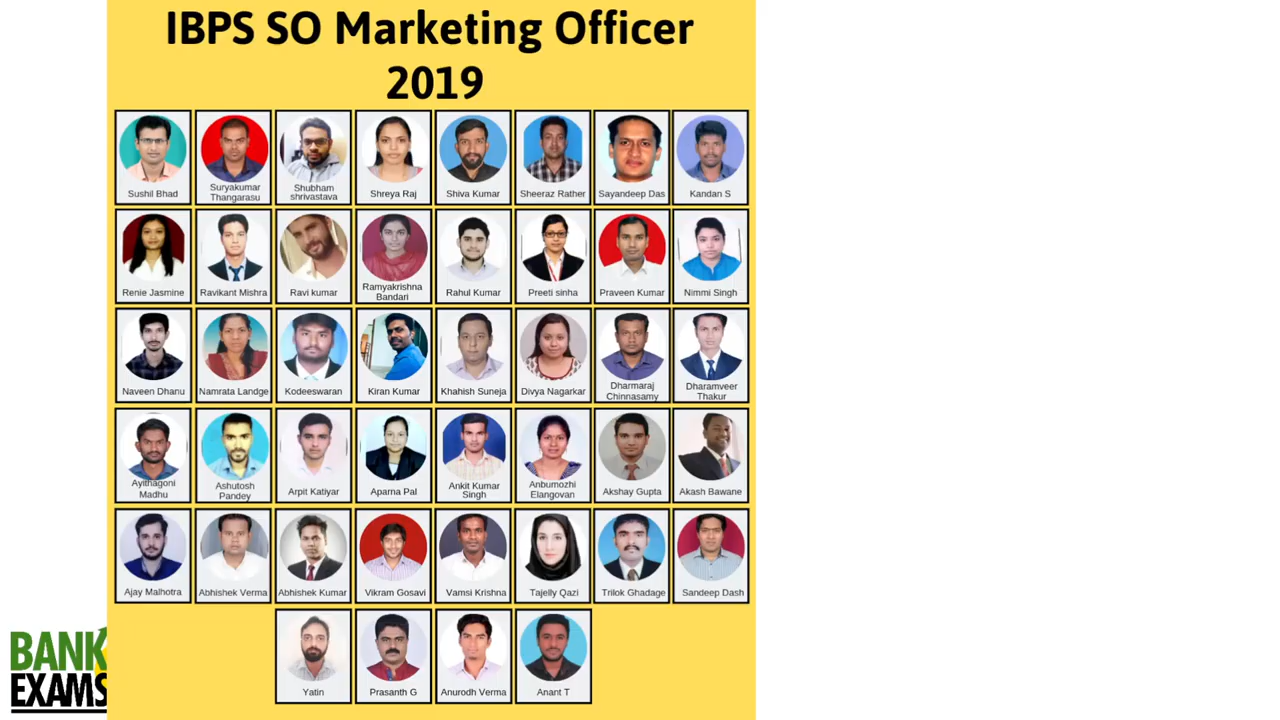 IBPS SO Marketing Officer
2019
Sushil Bhad
Suryakumar
Thangarasu
Shubham
shrivastava
Shreya Raj
Shiva Kumar
Sheeraz Rather
Sayandeep Das
Kandan S
Renie Jasmine
Ravikant Mishra
Ravi kumar
Ramyakrishna
Bandari
Rahul Kumar
Preeti sinha
Praveen Kumar
Nimmi Singh
Naveen Dhanu
Namrata Landge
Kodeeswaran
Kiran Kumar
Khahish Suneja
Divya Nagarkar
Dharmaraj
Chinnasamy
Dharamveer
Thakur
Ayithagoni
Madhu
Ashutosh
Pandey
Arpit Katiyar
Aparna Pal
Ankit Kumar
Singh
Anbumozhi
Elangovan
Akshay Gupta
Akash Bawane
Ajay Malhotra
Abhishek Verma
Abhishek Kumar
Vikram Gosavi
Vamsi Krishna
Tajelly Qazi
Trilok Ghadage
Sandeep Dash
Yatin
Prasanth G
Anurodh Verma
Anant T
BANK
EXAMS